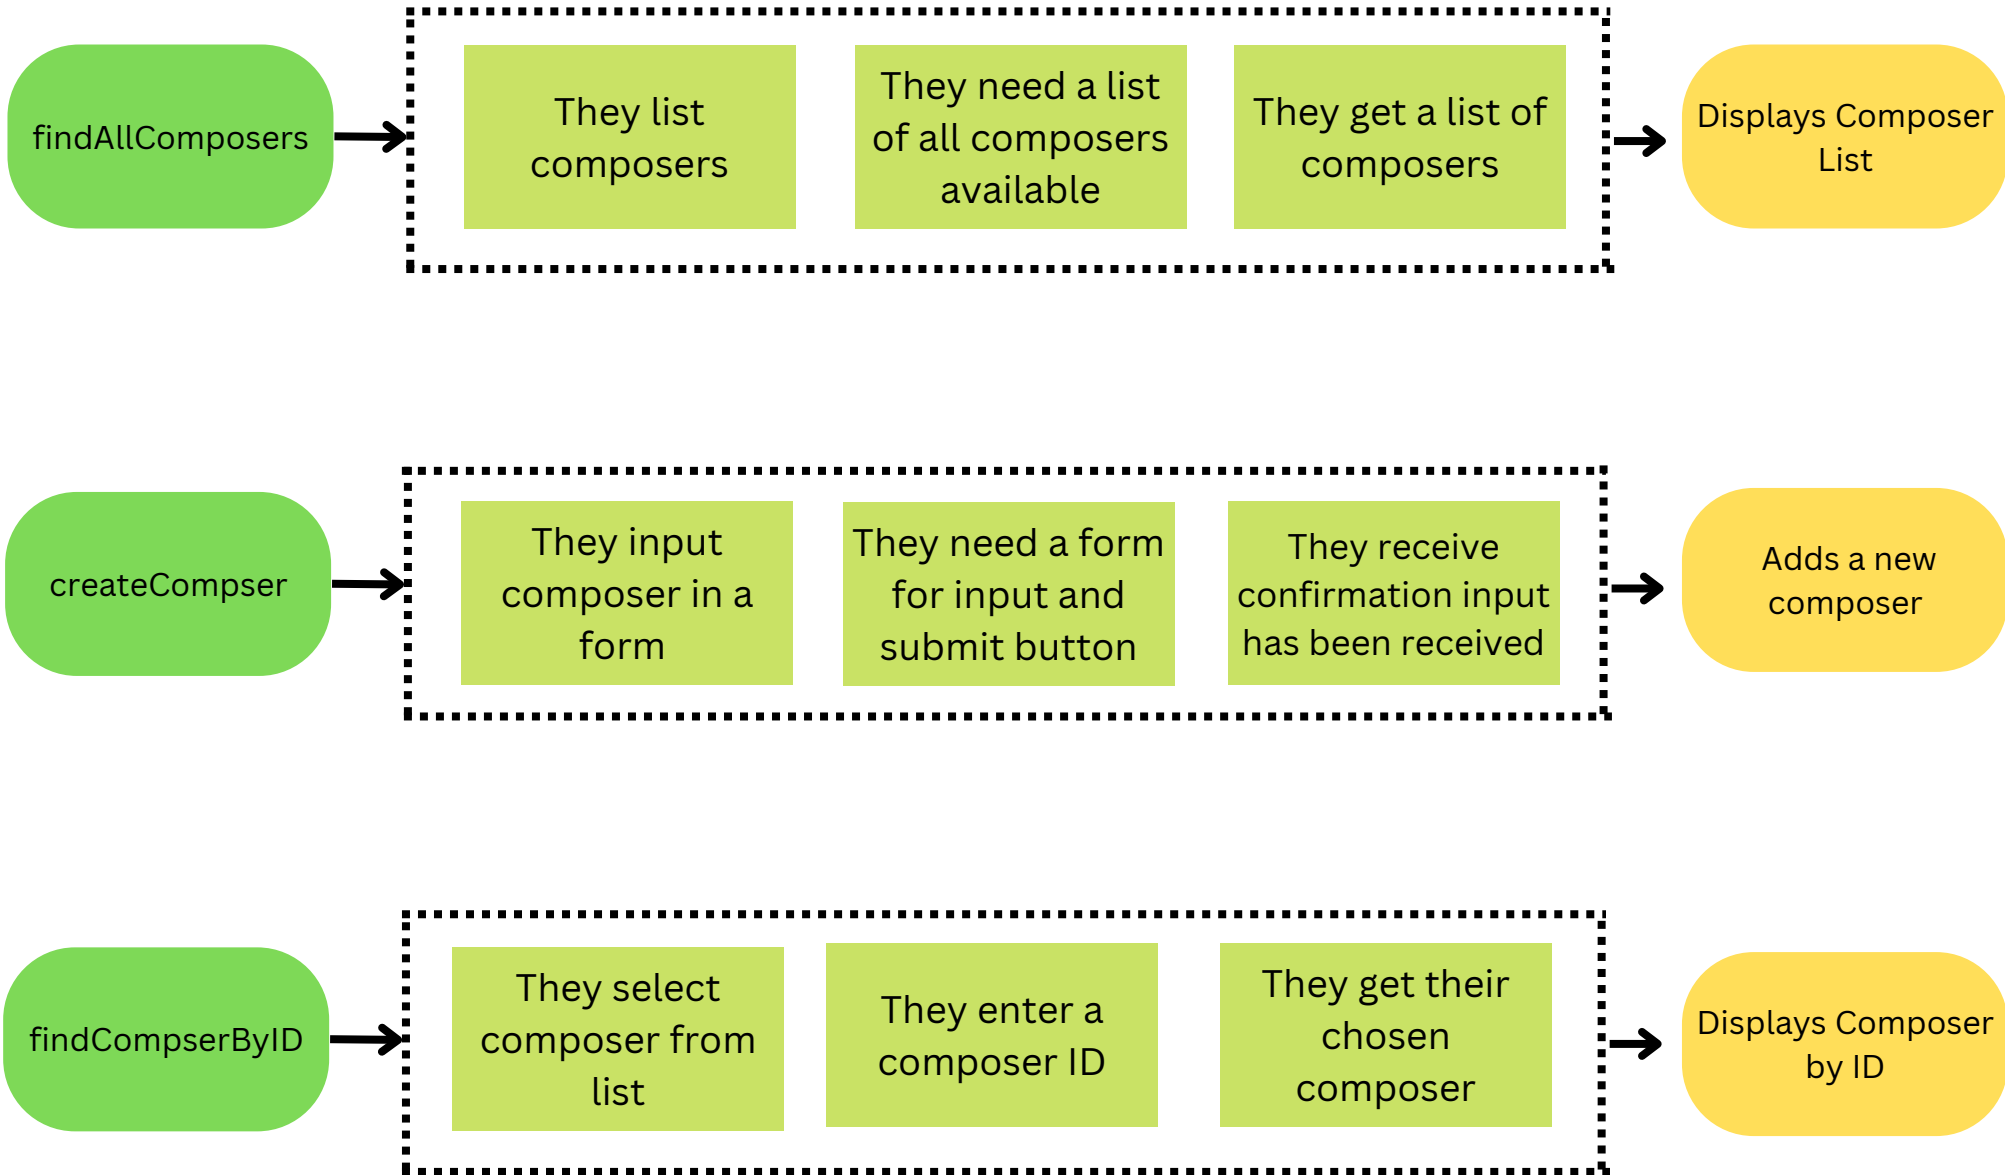 findAllComposers
They list
composers
They need a list
of all composers
available
They get a list of
composers
Displays Composer
List
createCompser
They input
composer in a
form
They need a form
for input and
submit button
They receive
confirmation input
has been received
Adds a new
composer
findCompserByID
They select
composer from
list
They enter a
composer ID
They get their
chosen
composer
Displays Composer
by ID